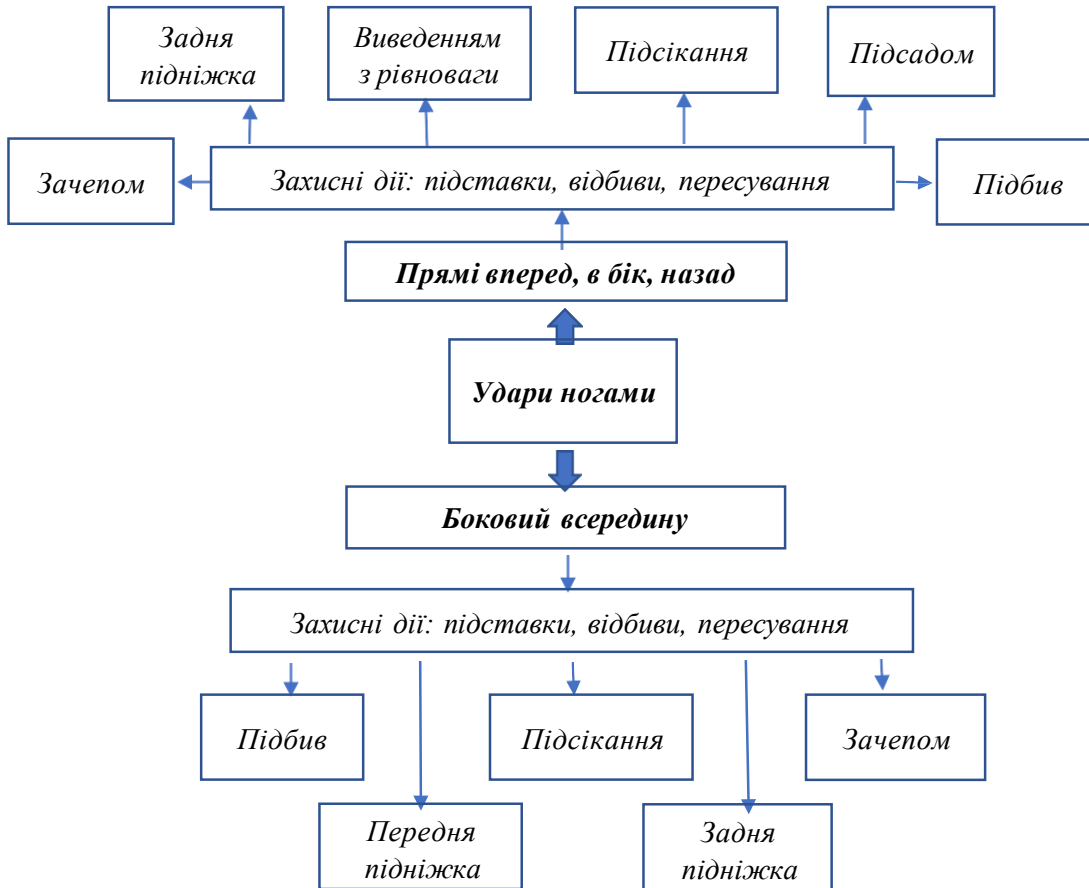 Задня
підніжка
Виведенням
з рівноваги
Підсікання
Підсадом
Зачепом
Захисні дії: підставки, відбиви, пересування
Підбив
Прямі вперед, в бік, назад
Удари ногами
Боковий всередину
Захисні дії: підставки, відбиви, пересування
Підбив
Підсікання
Зачепом
Передня
підніжка
Задня
підніжка